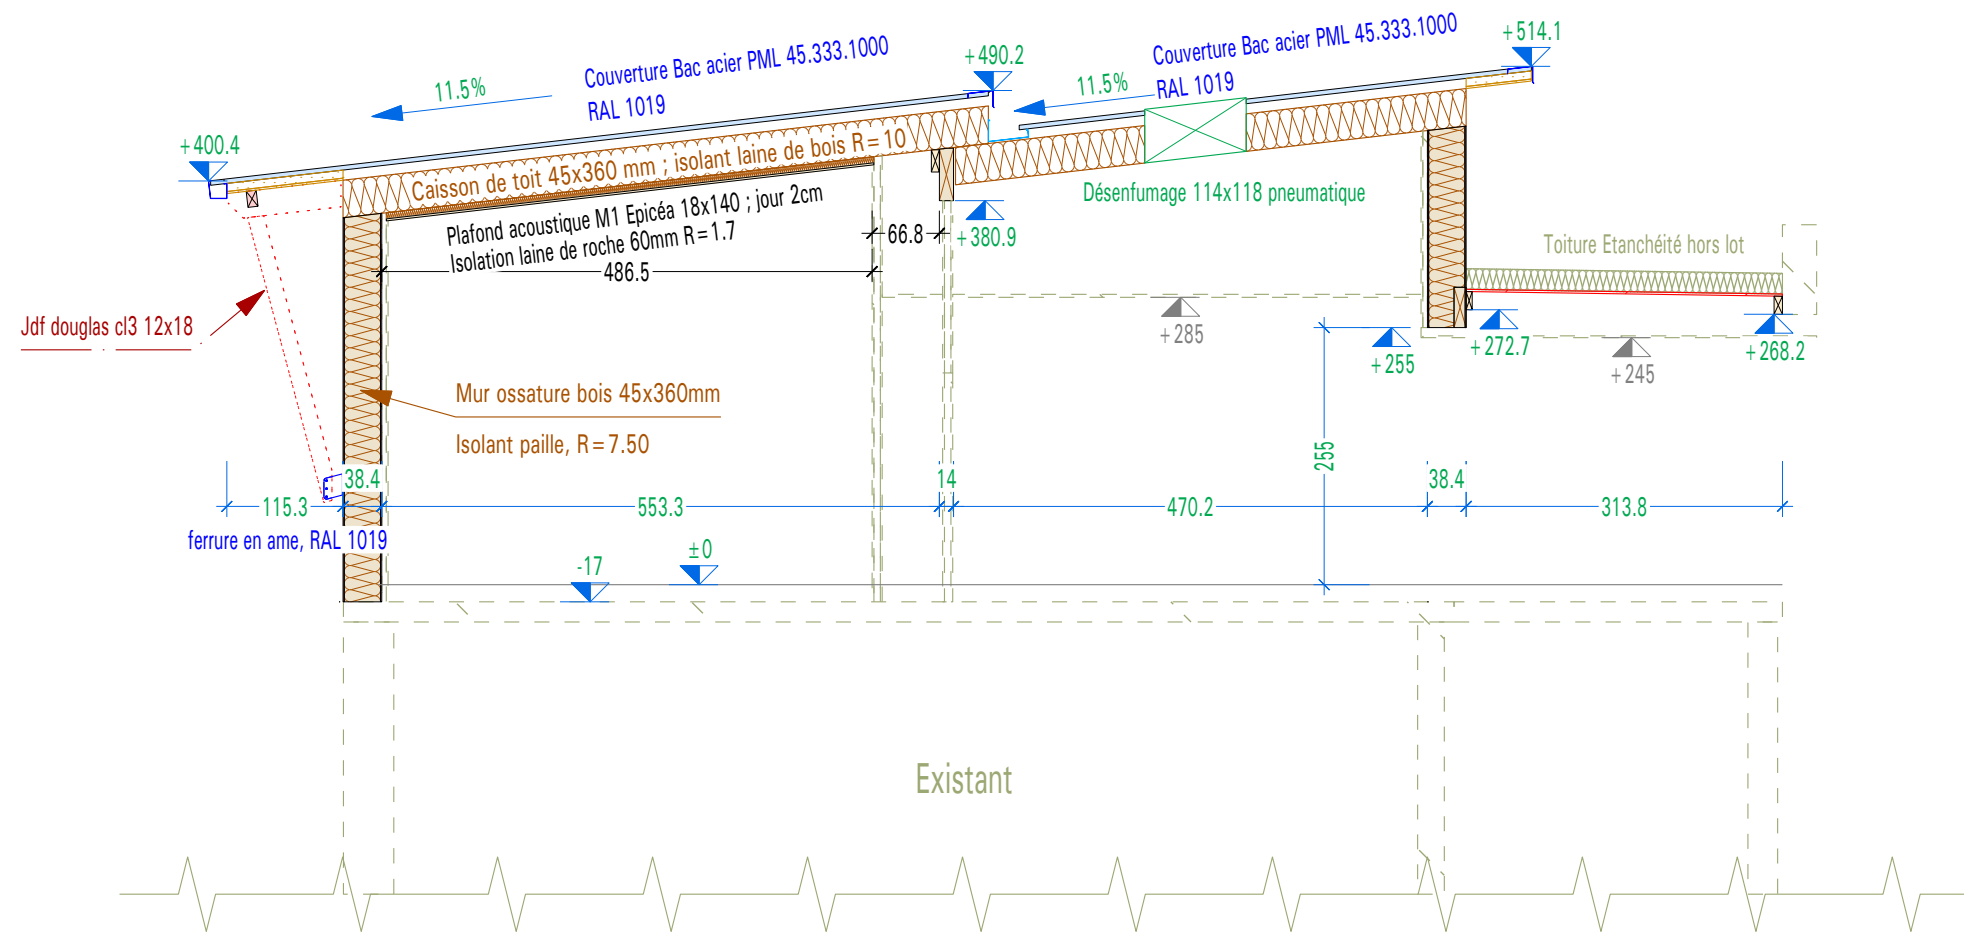 +514.1
Couverture Bac acier PML 45.333.1000
RAL 1019
+490.2
Couverture Bac acier PML 45.333.1000
RAL 1019
11.5%
11.5%
+400.4
Caisson de toit 45x360 mm ; isolant laine de bois R=10
Plafond acoustique M1 Epicéa 18x140 ; jour 2cm
Isolation laine de roche 60mm R=1.7
Désenfumage 114x118 pneumatique
66.8
+380.9
486.5
Toiture Etanchéité hors lot
Jdf douglas cl3 12x18
+285
+255
+272.7
+245
+268.2
Mur ossature bois 45x360mm
Isolant paille, R=7.50
255
38.4
14
38.4
115.3
553.3
470.2
313.8
ferrure en ame, RAL 1019
-17
±0
Existant